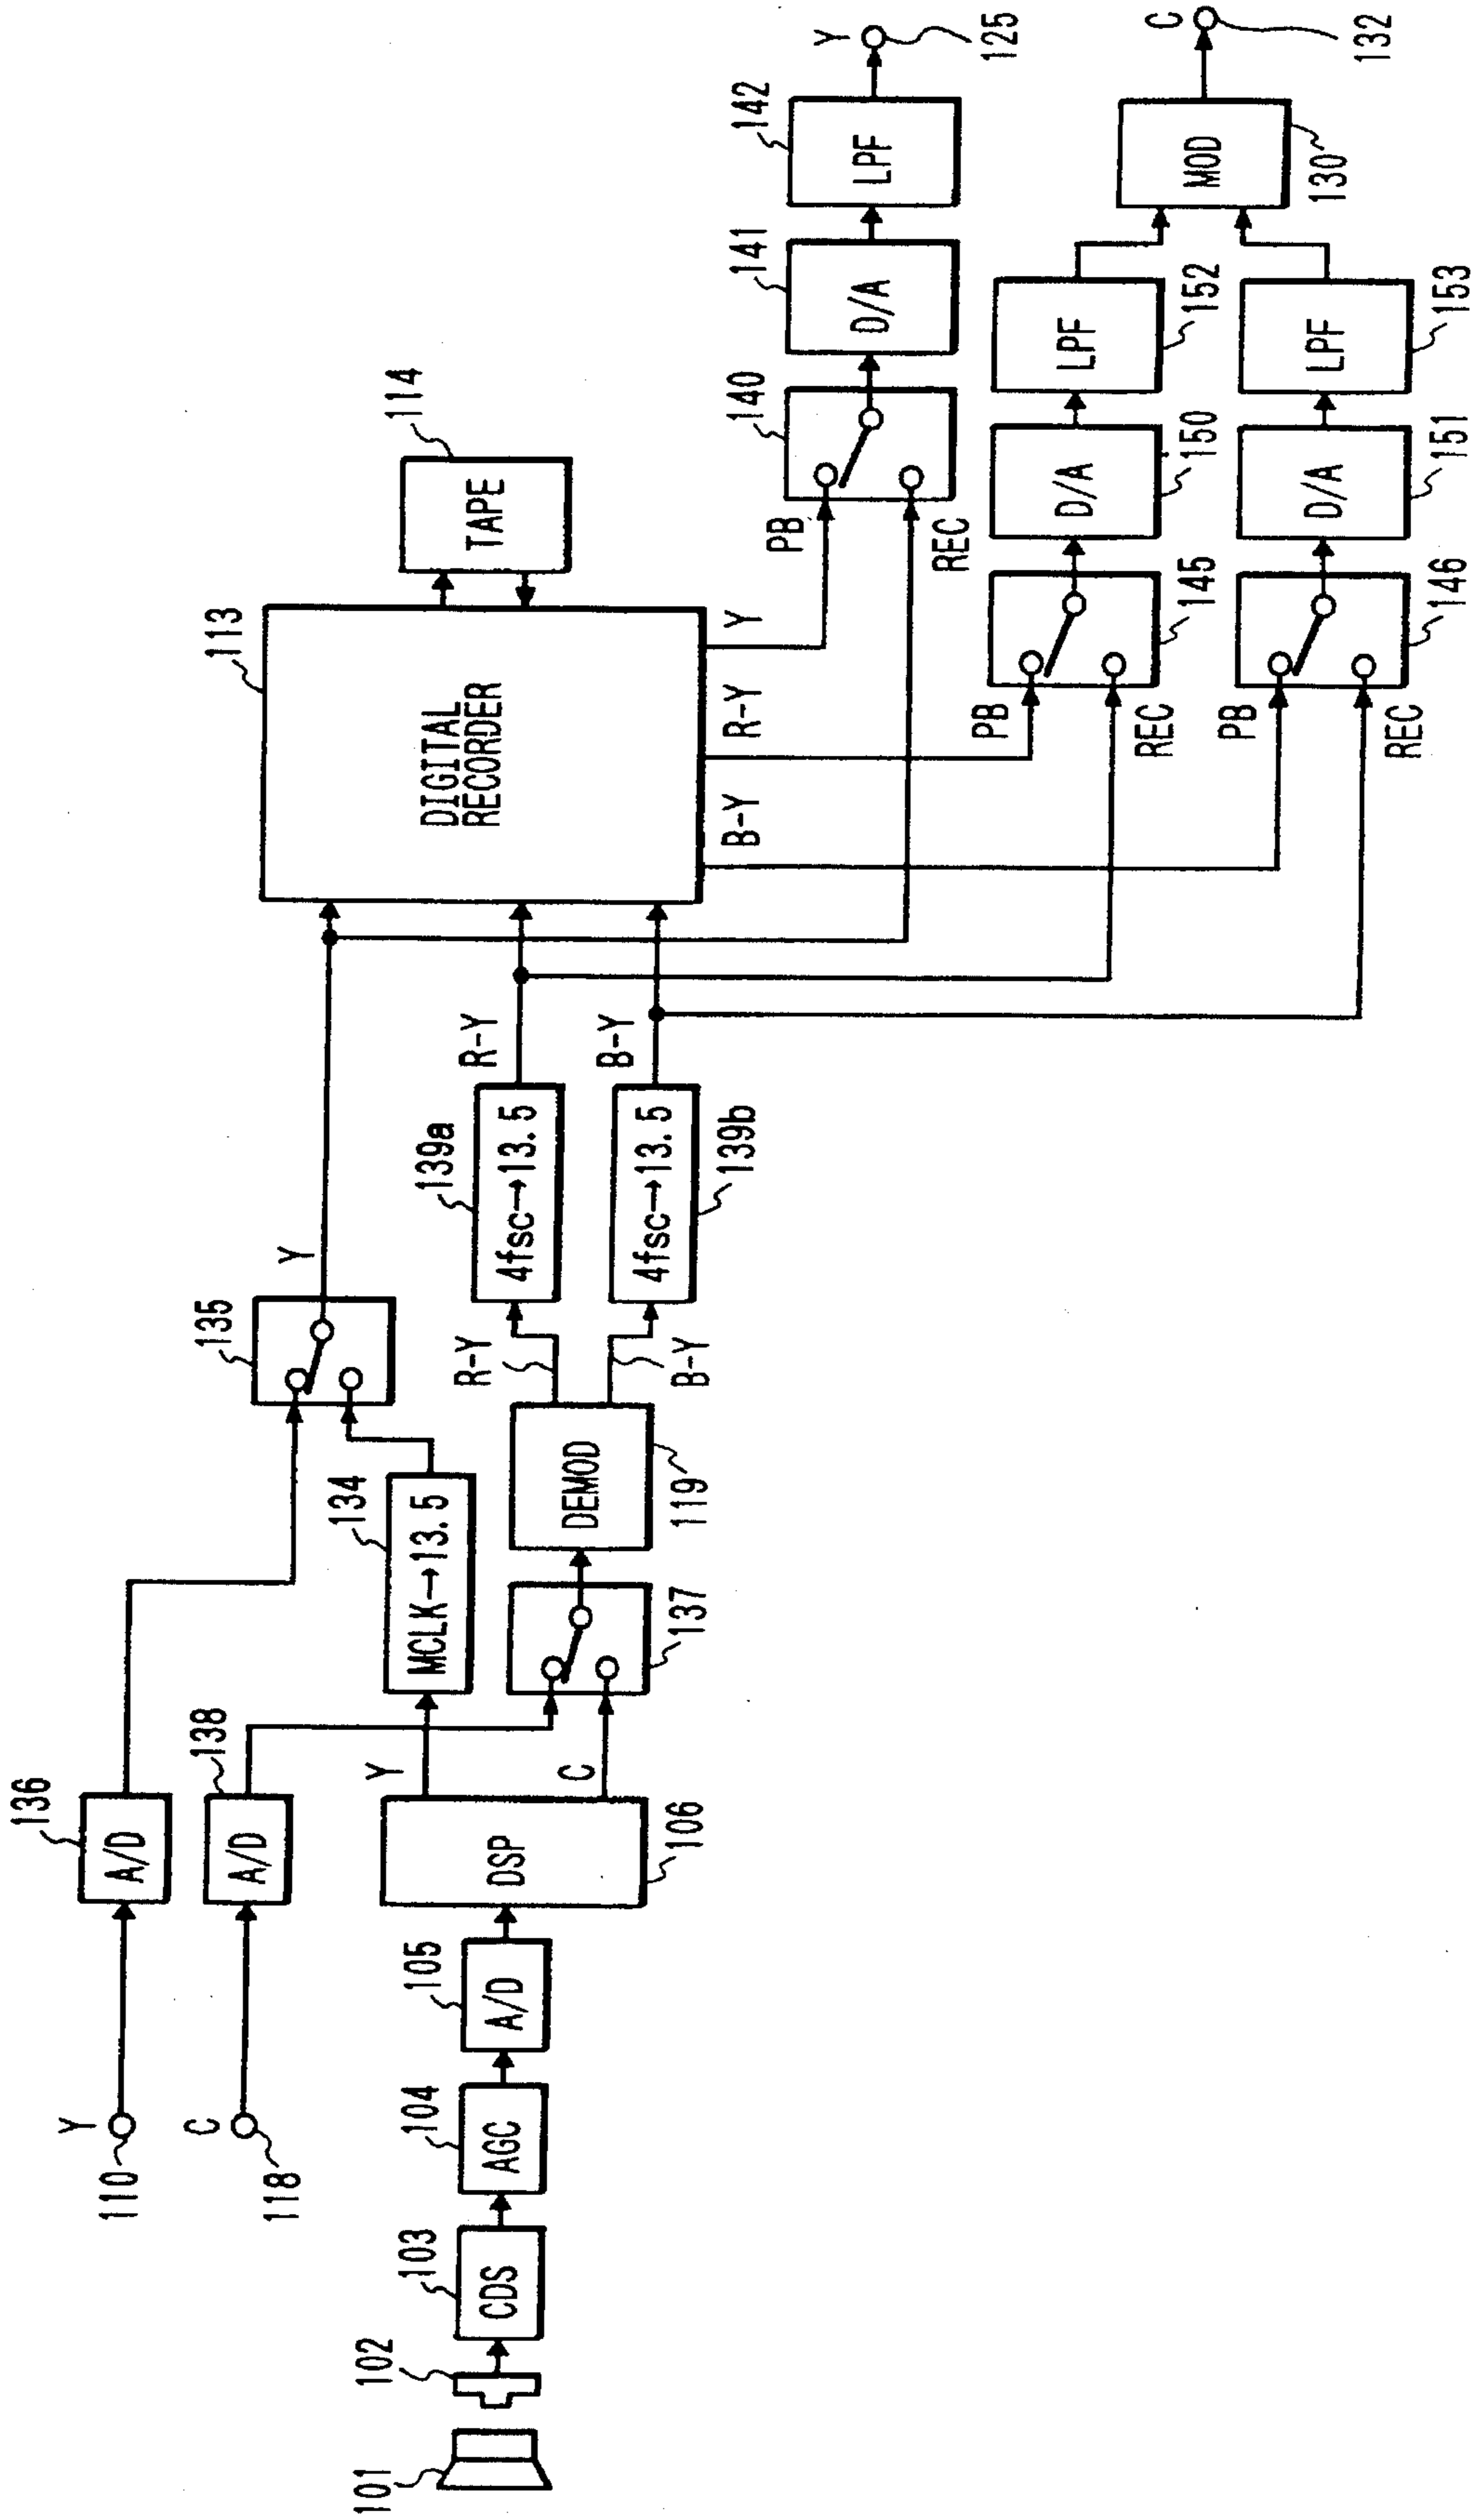 136
138
Y
110
A/D
C
118
A/D
101
102
103
CDS
104
AGC
105
A/D
DSP
106
Y
C
134
MCLK→13.5
135
Y
137
DEMOD
119
R-Y
B-Y
139a
4fsc→13.5
4fsc→13.5
139b
R-Y
B-Y
113
DIGITAL
RECORDER
114
TAPE
Y
R-Y
B-Y
PB
REC
140
141
D/A
142
LPF
Y
125
PB
REC
145
D/A
150
LPF
152
PB
REC
146
D/A
151
LPF
153
MOD
130
C
132